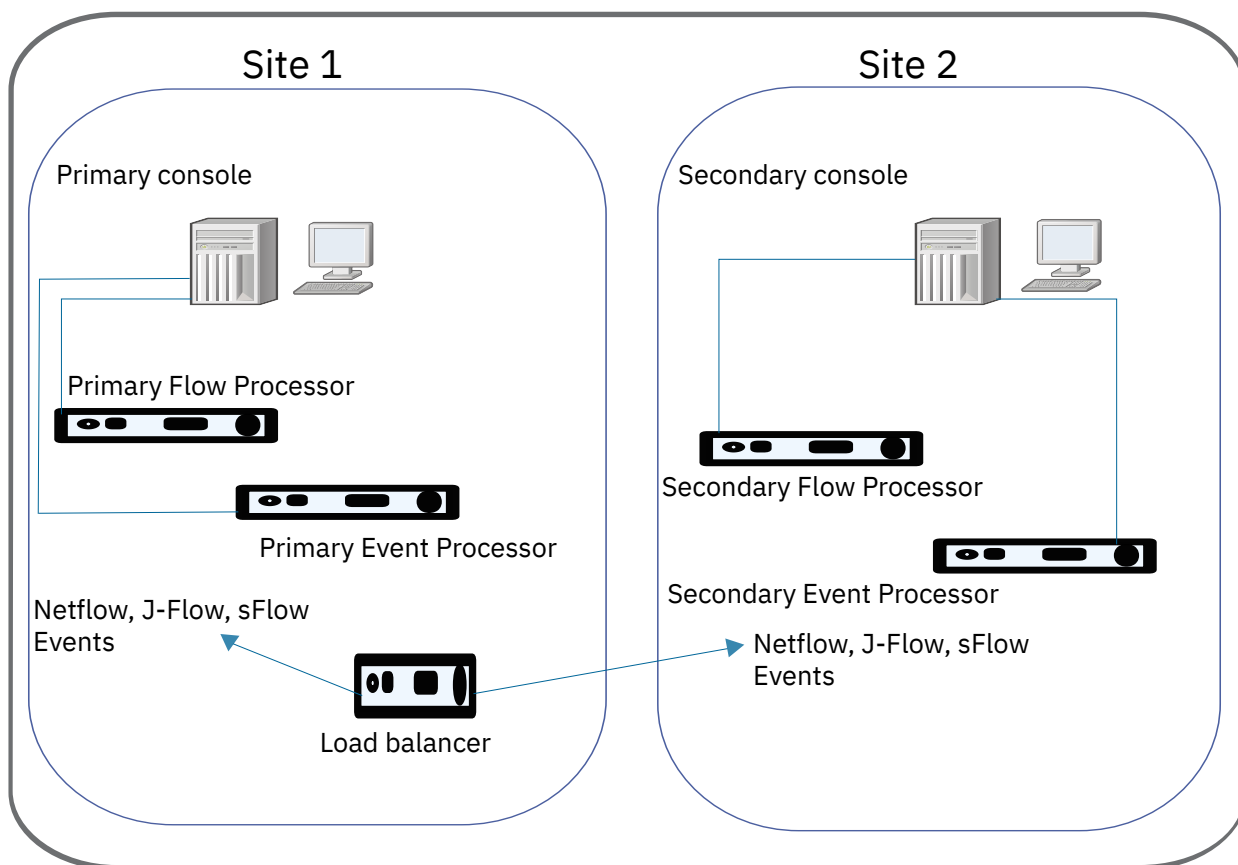 Site 1
Primary console
Primary Flow Processor
Primary Event Processor
Netflow, J-Flow, sFlow
Events
Load balancer
Site 2
Secondary console
Secondary Flow Processor
Secondary Event Processor
Netflow, J-Flow, sFlow
Events